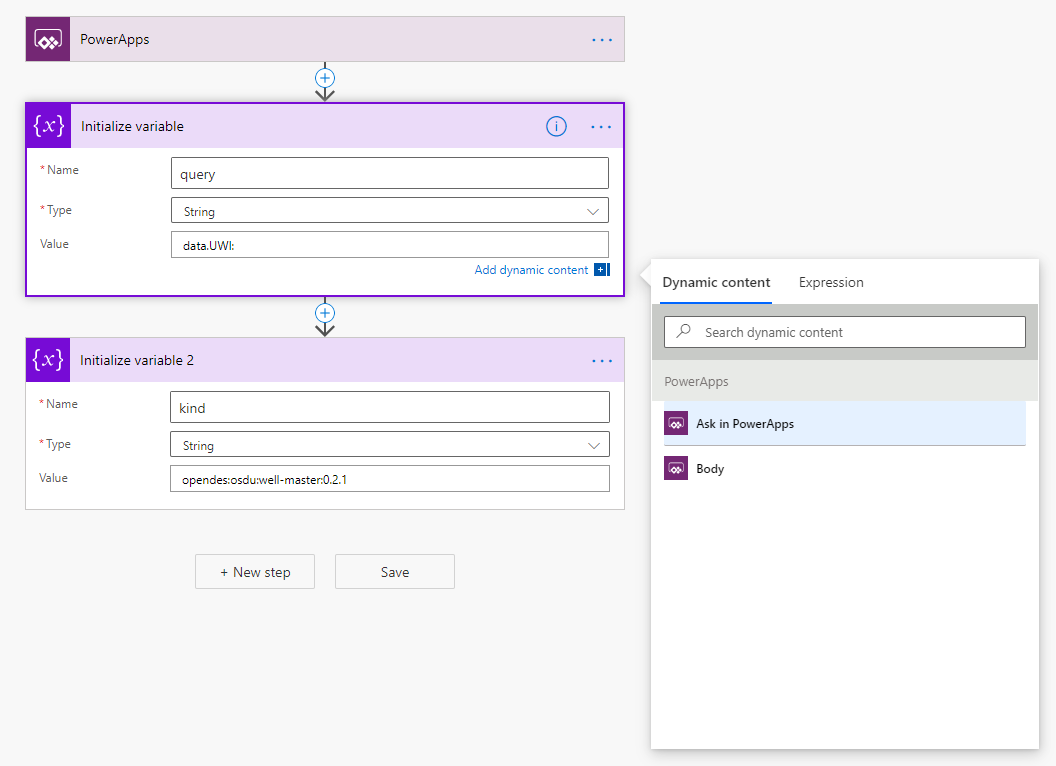 PowerApps
{x} Initialize variable
* Name query
* Type String
Value data.UWI:
Add dynamic content
{x} Initialize variable 2
* Name kind
* Type String
Value opendes:osdu:well-master:0.2.1
+ New step Save
Dynamic content Expression
Search dynamic content
PowerApps
Ask in PowerApps
Body